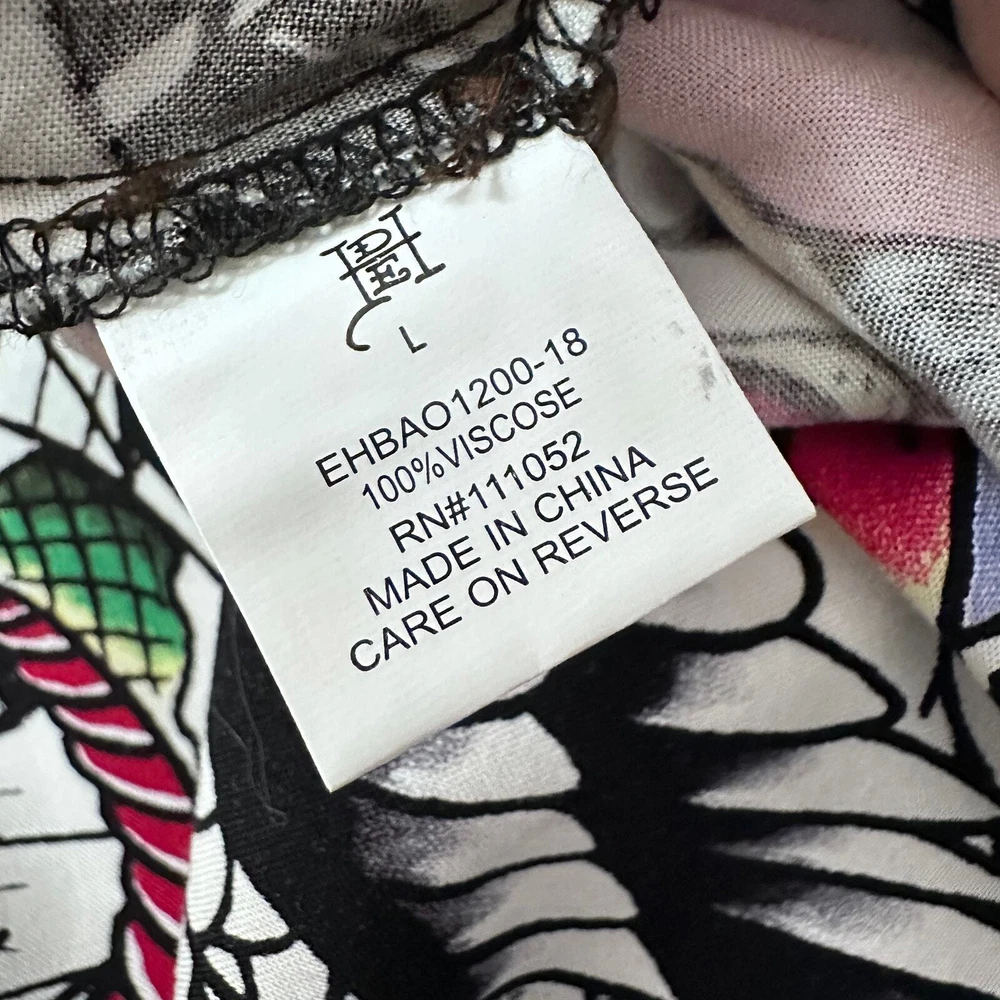 L
EHBAO1200-18
100%VISCOSE
RN#111052
MADE IN CHINA
CARE ON REVERSE